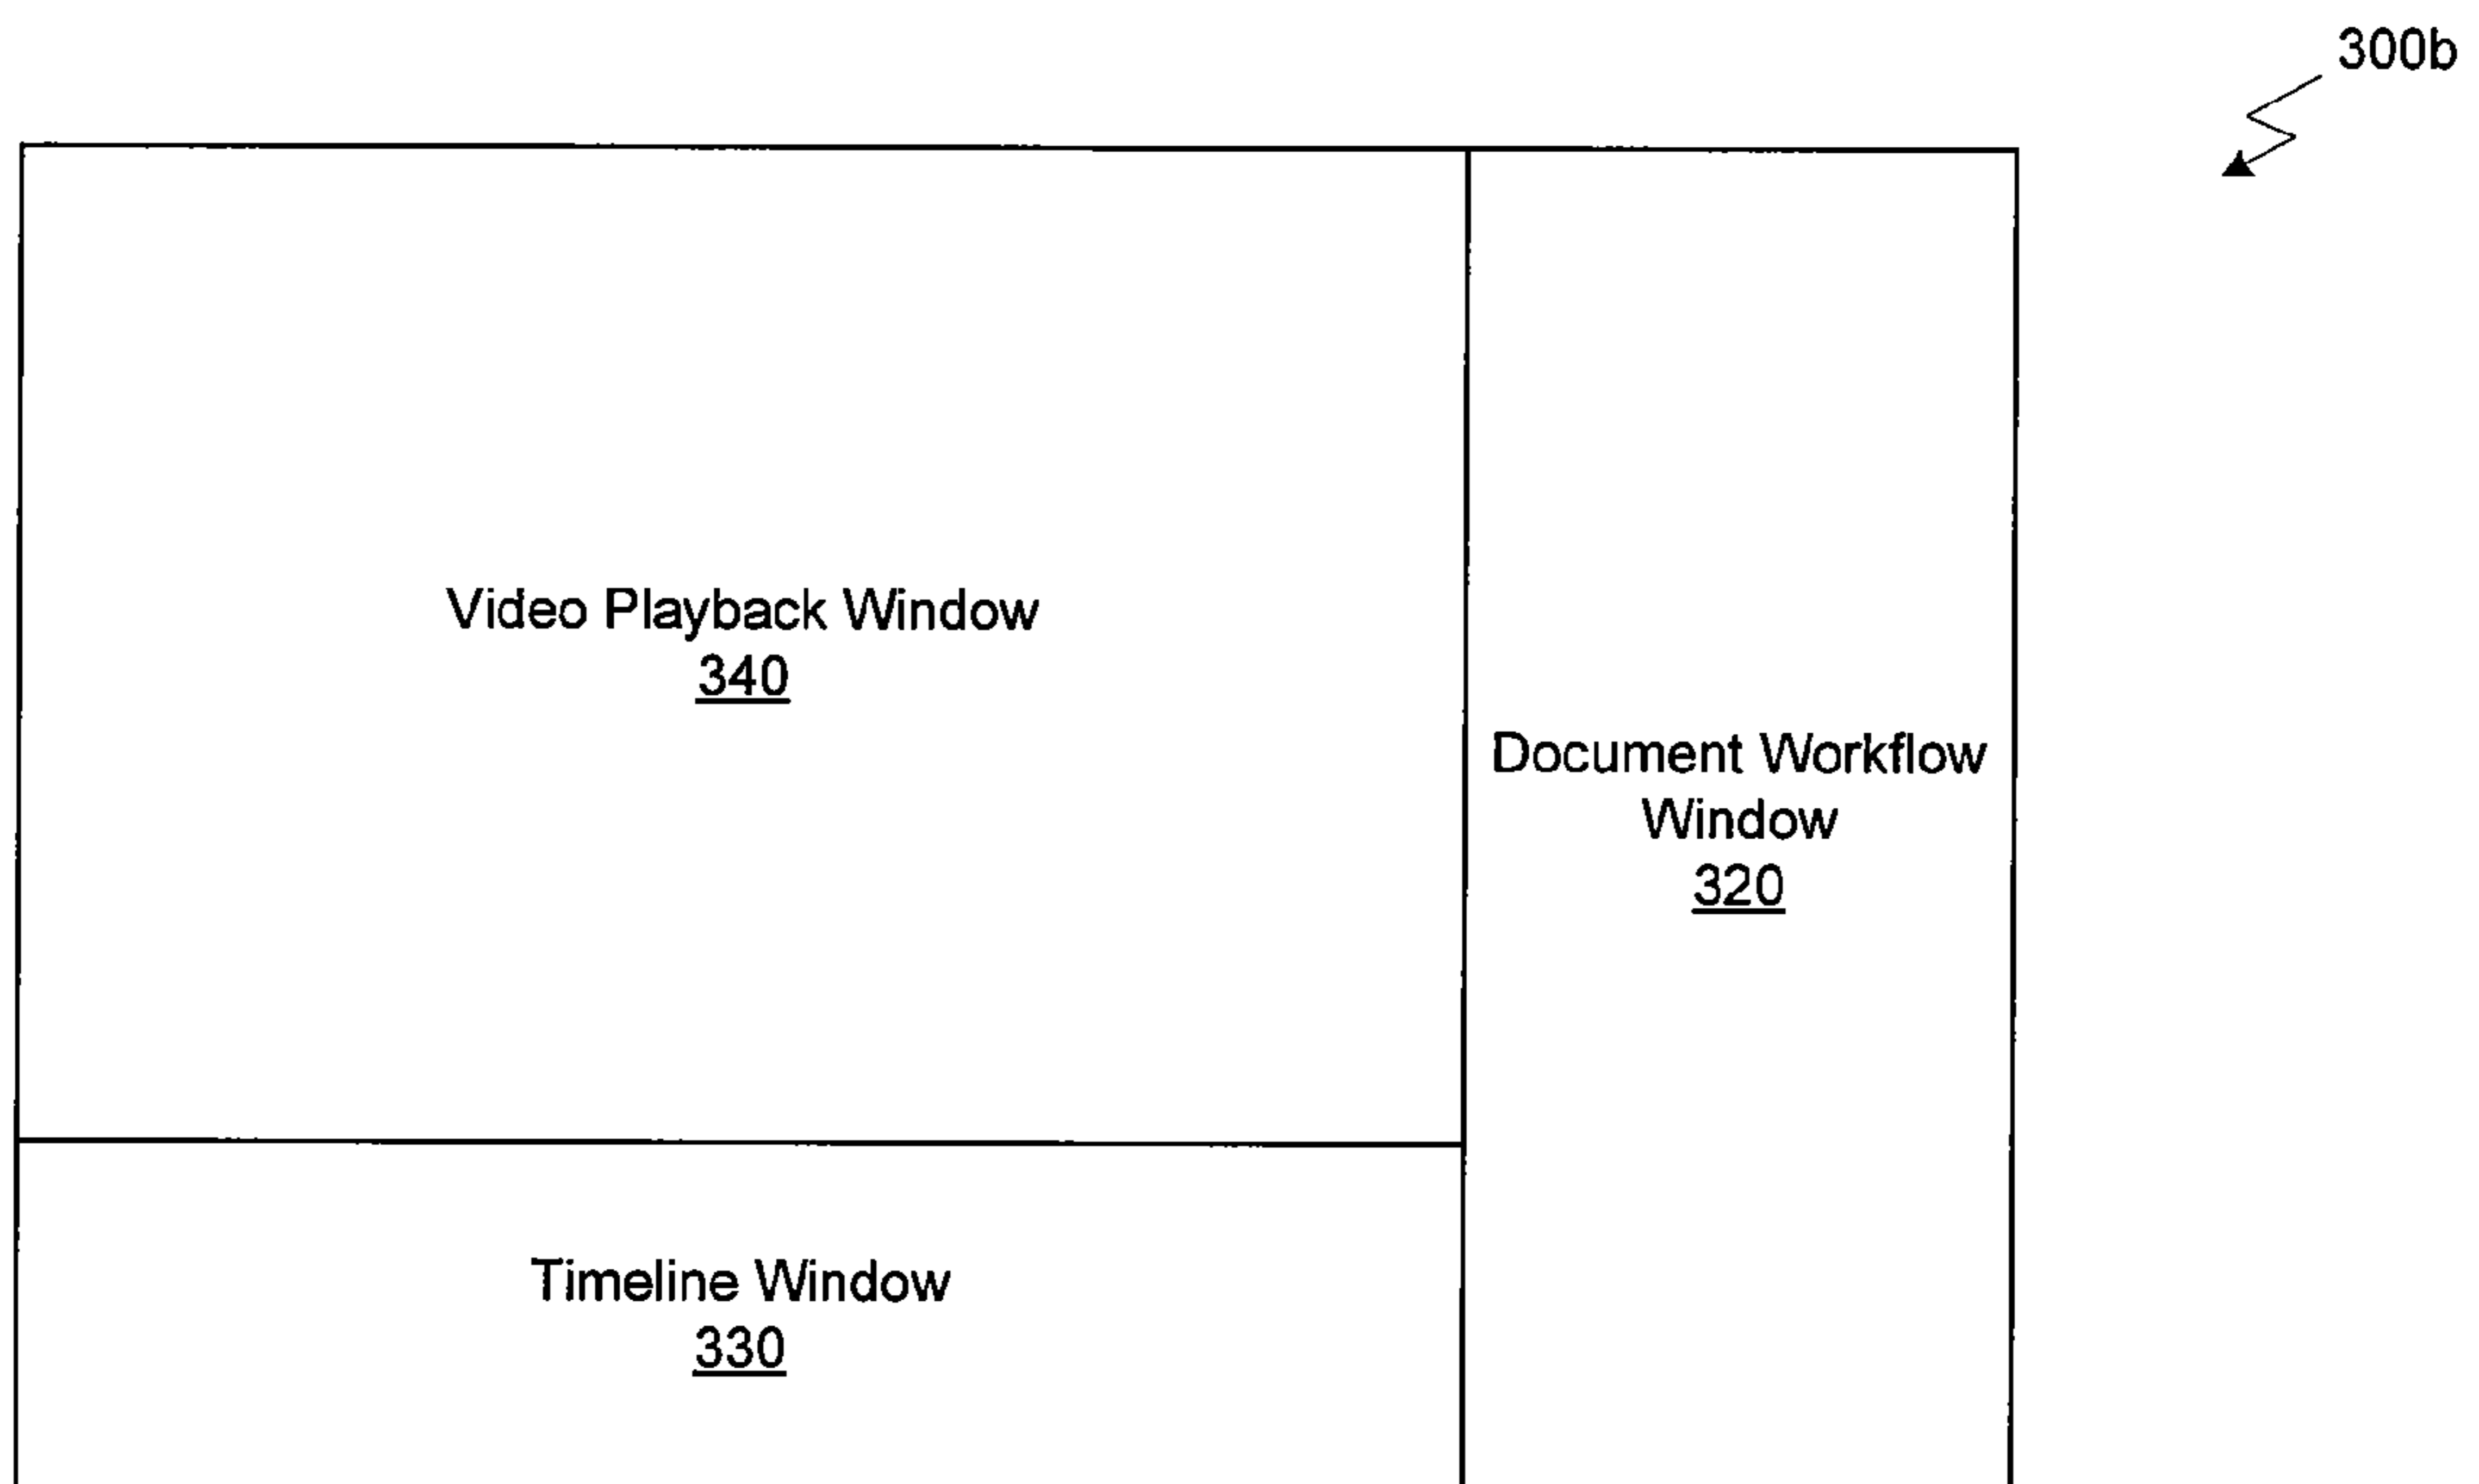 300b
Video Playback Window
340
Document Workflow
Window
320
Timeline Window
330